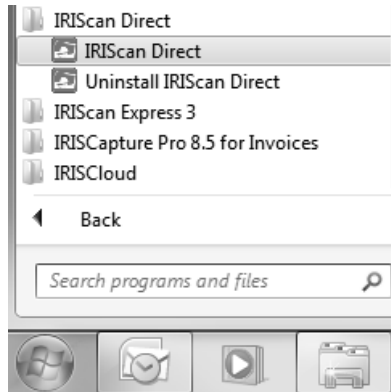 IRIScan Direct
IRIScan Direct
Uninstall IRIScan Direct
IRIScan Express 3
IRISCapture Pro 8.5 for Invoices
IRISCloud
Back
Search programs and files